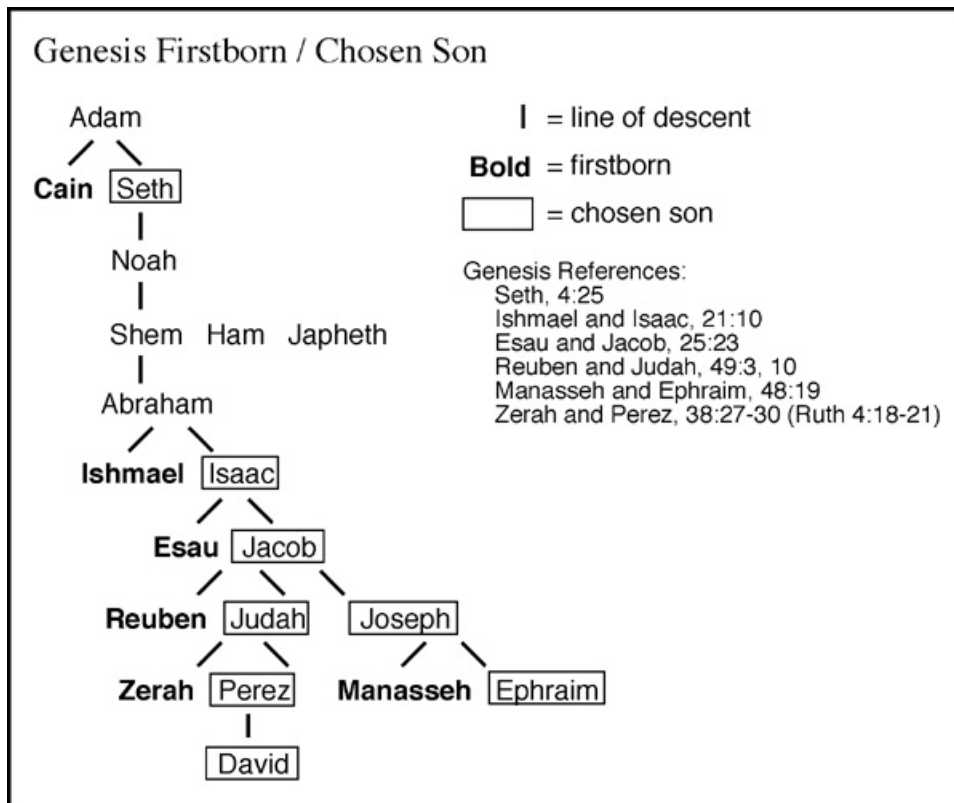 Genesis Firstborn / Chosen Son
Adam
Cain Seth
Noah
Shem Ham Japheth
Abraham
Ishmael Isaac
Esau Jacob
Reuben Judah Joseph
Zerah Perez Manasseh Ephraim
David
| = line of descent
Bold = firstborn
= chosen son
Genesis References:
Seth, 4:25
Ishmael and Isaac, 21:10
Esau and Jacob, 25:23
Reuben and Judah, 49:3, 10
Manasseh and Ephraim, 48:19
Zerah and Perez, 38:27-30 (Ruth 4:18-21)